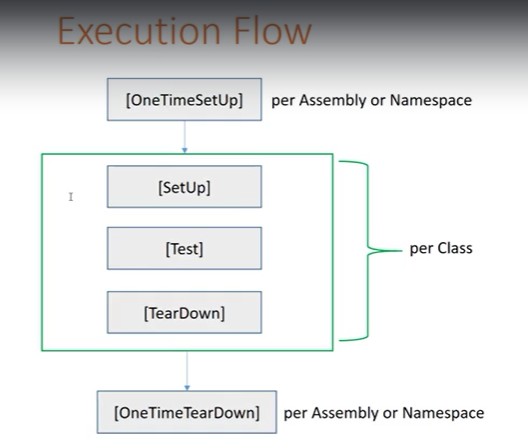 Execution Flow
[OneTimeSetUp] per Assembly or Namespace
[SetUp]
[Test]
per Class
[TearDown]
[OneTimeTearDown] per Assembly or Namespace